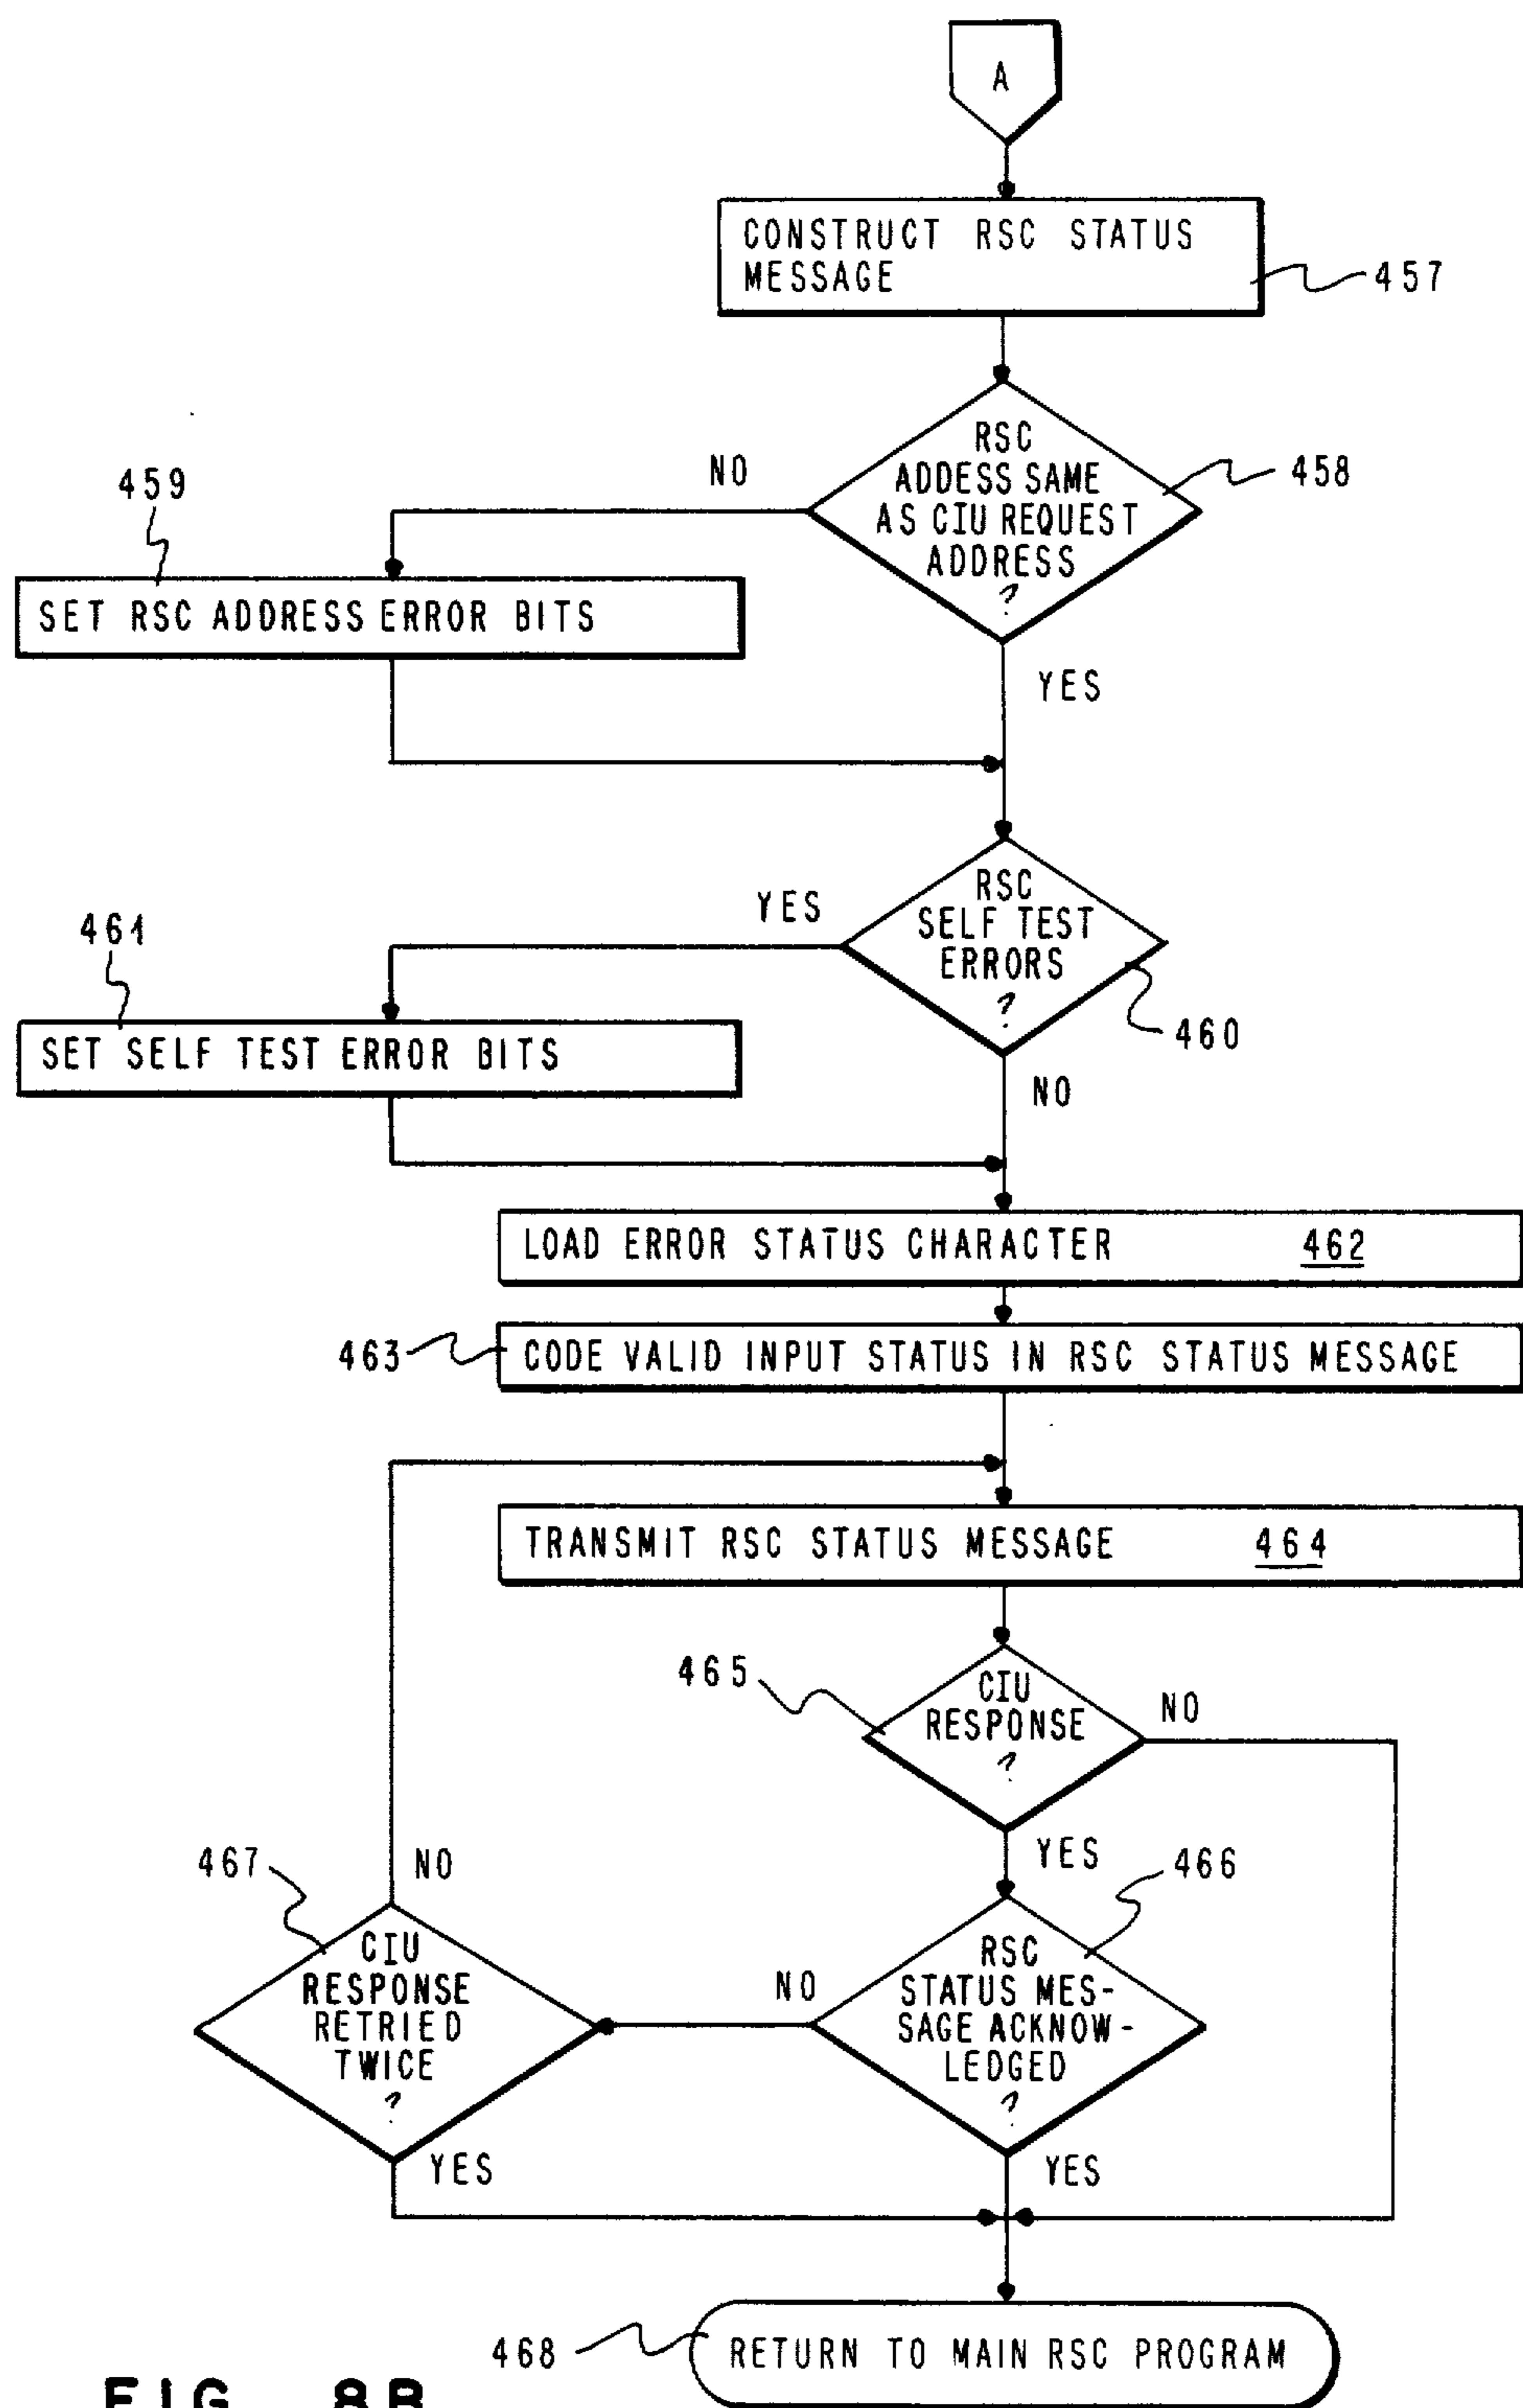 A
CONSTRUCT RSC STATUS
MESSAGE
457
RSC
ADDESS SAME
AS CIU REQUEST
ADDRESS
?
458
NO
459
SET RSC ADDRESS ERROR BITS
YES
RSC
SELF TEST
ERRORS
?
YES
461
460
SET SELF TEST ERROR BITS
NO
LOAD ERROR STATUS CHARACTER 462
463
CODE VALID INPUT STATUS IN RSC STATUS MESSAGE
TRANSMIT RSC STATUS MESSAGE 464
465
CIU
RESPONSE
?
NO
YES
466
467
NO
CIU
RESPONSE
RETRIED
TWICE
?
NO
RSC
STATUS MES-
SAGE ACKNOW-
LEDGED
?
YES
YES
468
RETURN TO MAIN RSC PROGRAM
FIG. 8B